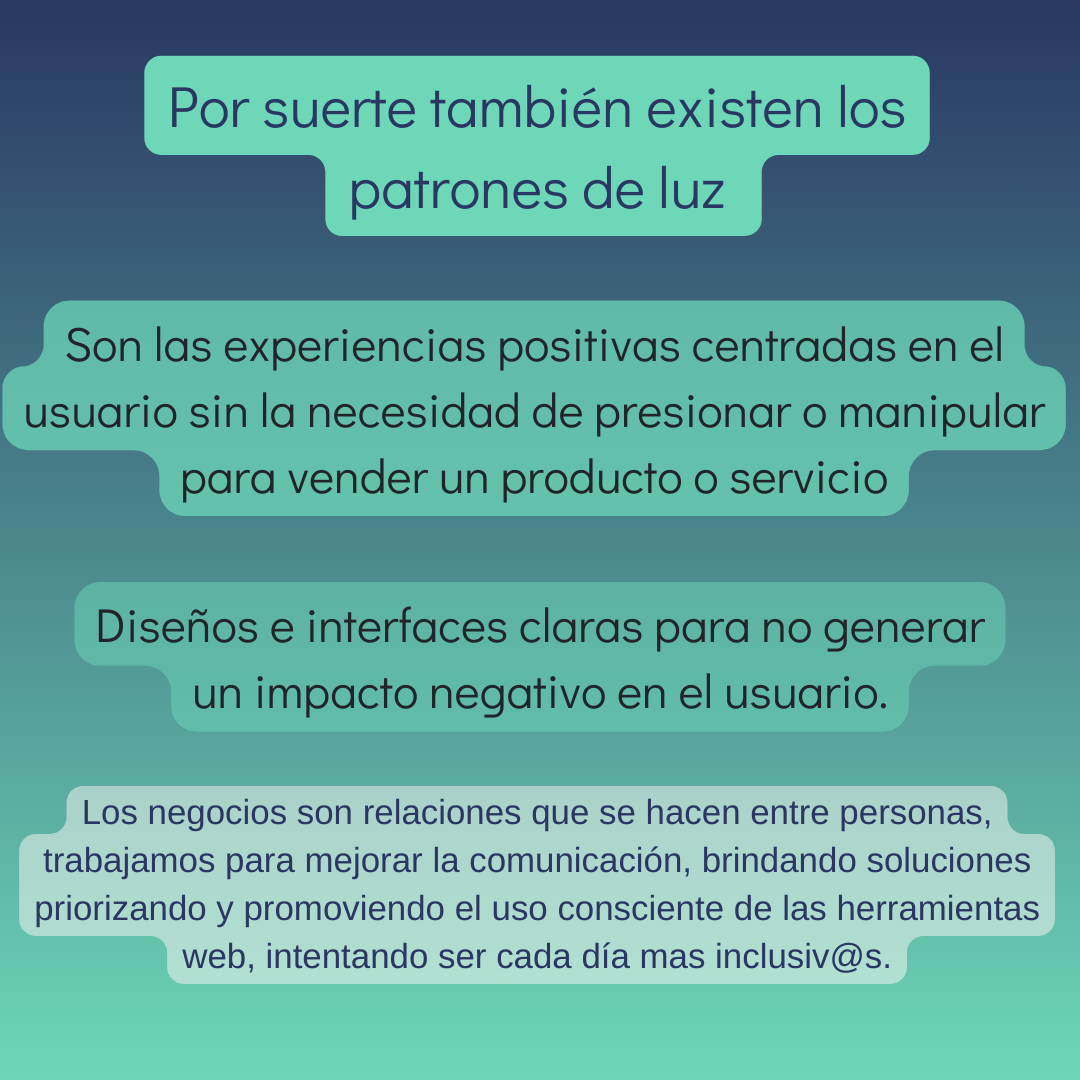 Por suerte también existen los
patrones de luz
Son las experiencias positivas centradas en el
usuario sin la necesidad de presionar o manipular
para vender un producto o servicio
Diseños e interfaces claras para no generar
un impacto negativo en el usuario.
Los negocios son relaciones que se hacen entre personas,
trabajamos para mejorar la comunicación, brindando soluciones
priorizando y promoviendo el uso consciente de las herramientas
web, intentando ser cada día mas inclusiv@s.